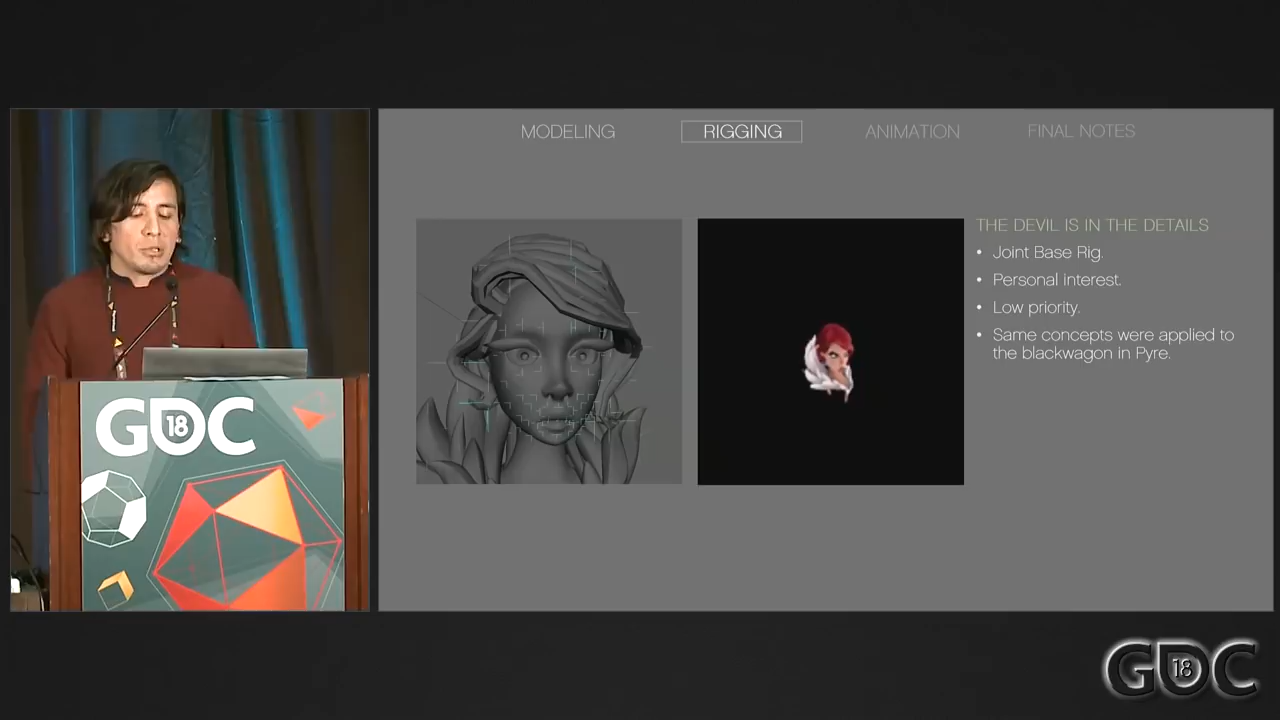 MODELING
RIGGING
ANIMATION
FINAL NOTES
THE DEVIL IS IN THE DETAILS
• Joint Base Rig.
• Personal interest.
• Low priority.
• Same concepts were applied to
the blackwagon in Pyre.
GDC
18
GDC
18